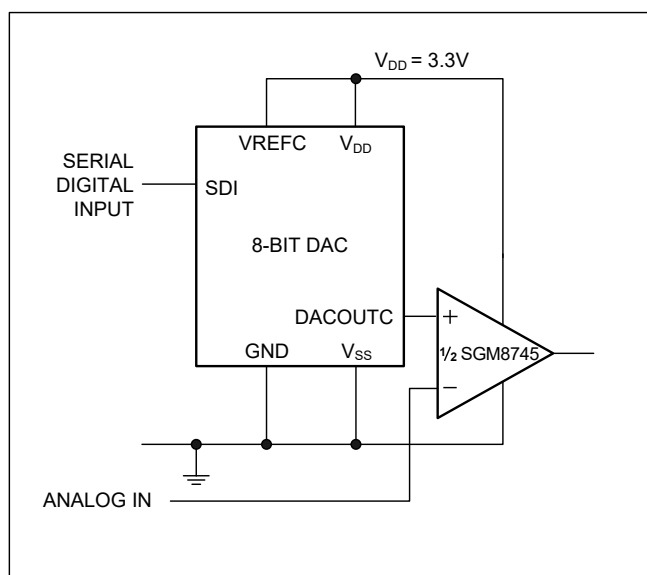 V_DD = 3.3V
VREFC
V_DD
SERIAL
DIGITAL
INPUT
SDI
8-BIT DAC
DACOUTC
+
½ SGM8745
−
GND
V_SS
ANALOG IN